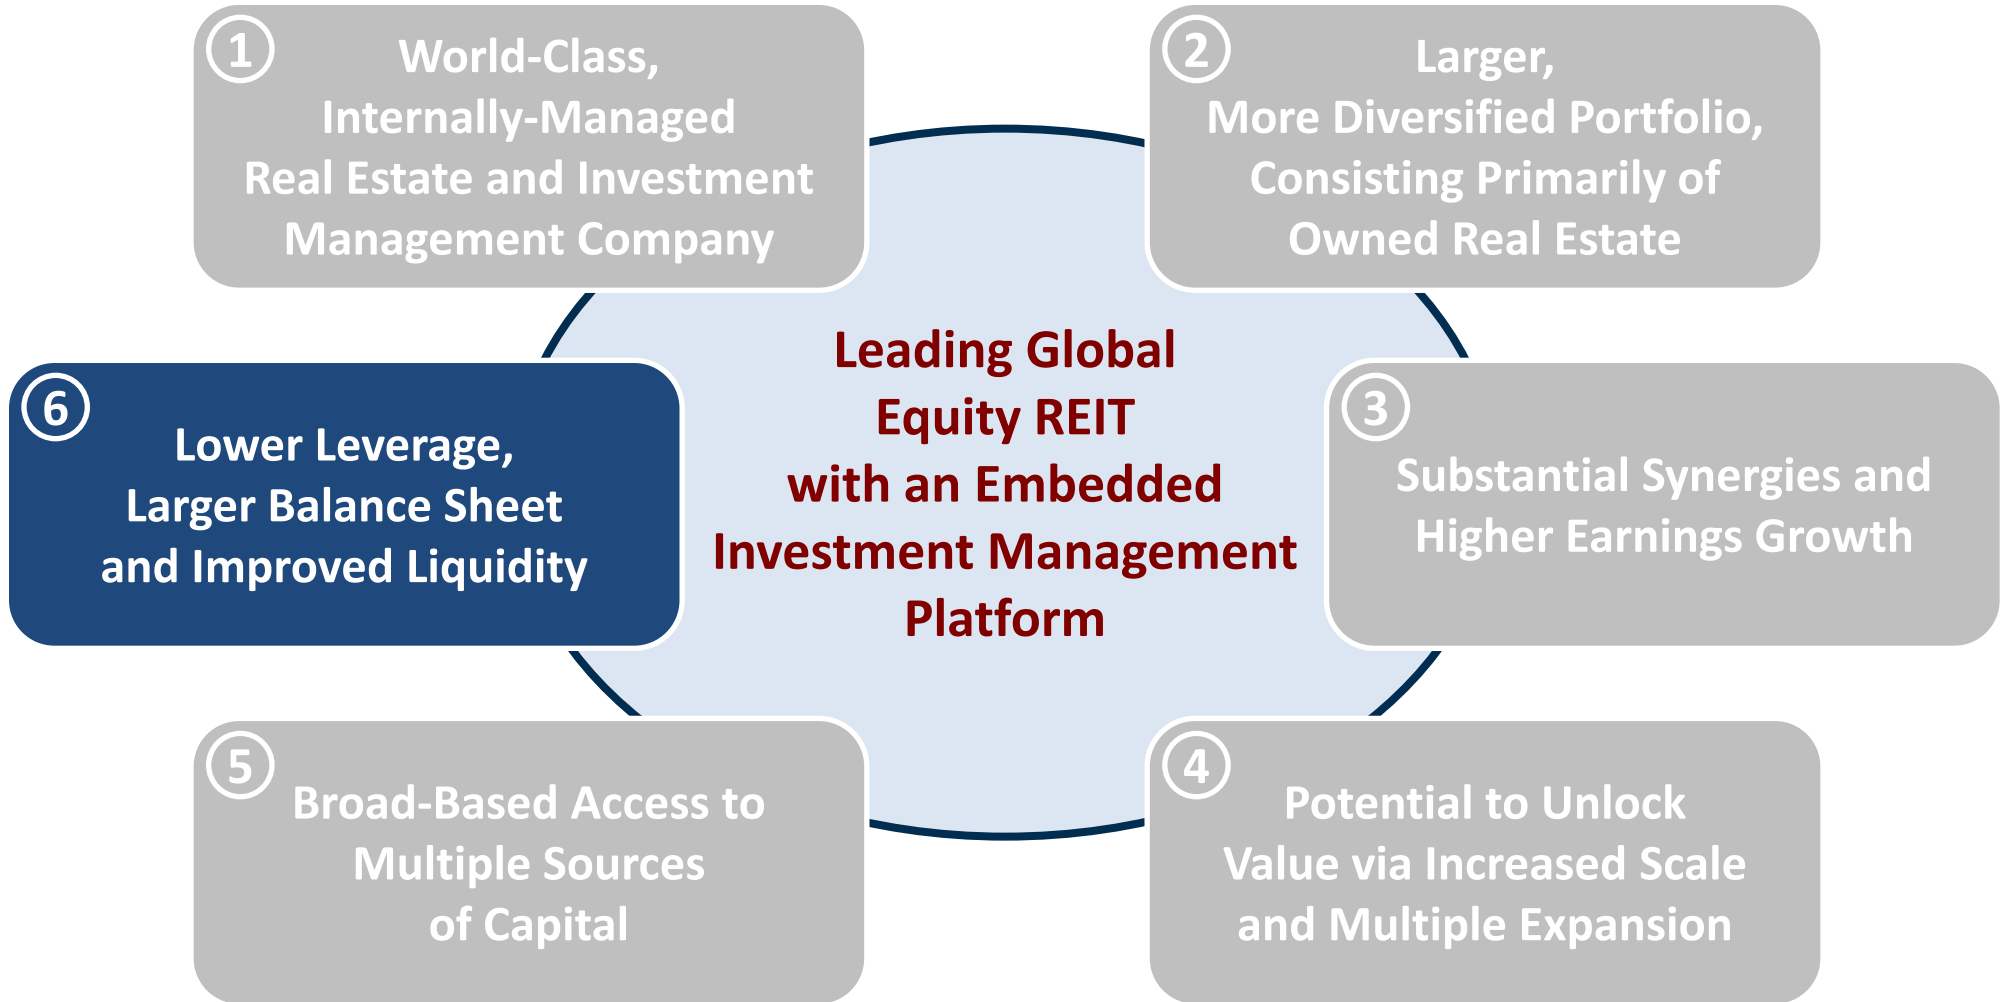 1
World-Class,
Internally-Managed
Real Estate and Investment
Management Company
2
Larger,
More Diversified Portfolio,
Consisting Primarily of
Owned Real Estate
Leading Global
Equity REIT
with an Embedded
Investment Management
Platform
6
Lower Leverage,
Larger Balance Sheet
and Improved Liquidity
3
Substantial Synergies and
Higher Earnings Growth
5
Broad-Based Access to
Multiple Sources
of Capital
4
Potential to Unlock
Value via Increased Scale
and Multiple Expansion